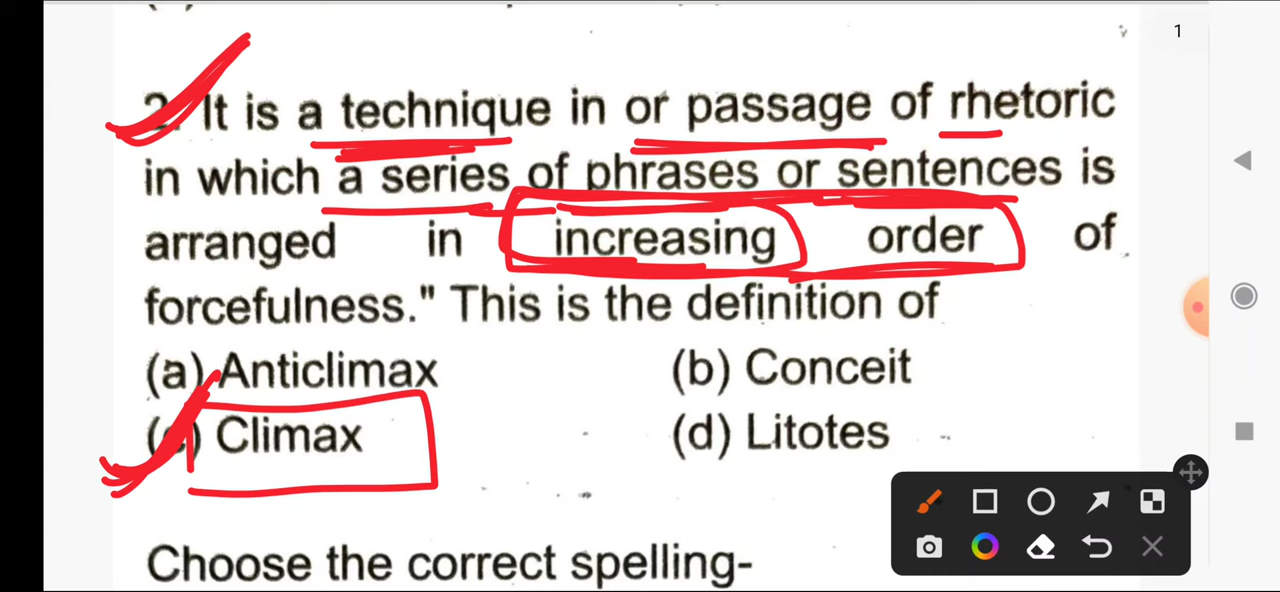 1
2. It is a technique in or passage of rhetoric
in which a series of phrases or sentences is
arranged in increasing order of
forcefulness." This is the definition of
(a) Anticlimax (b) Conceit
(c) Climax (d) Litotes
Choose the correct spelling-